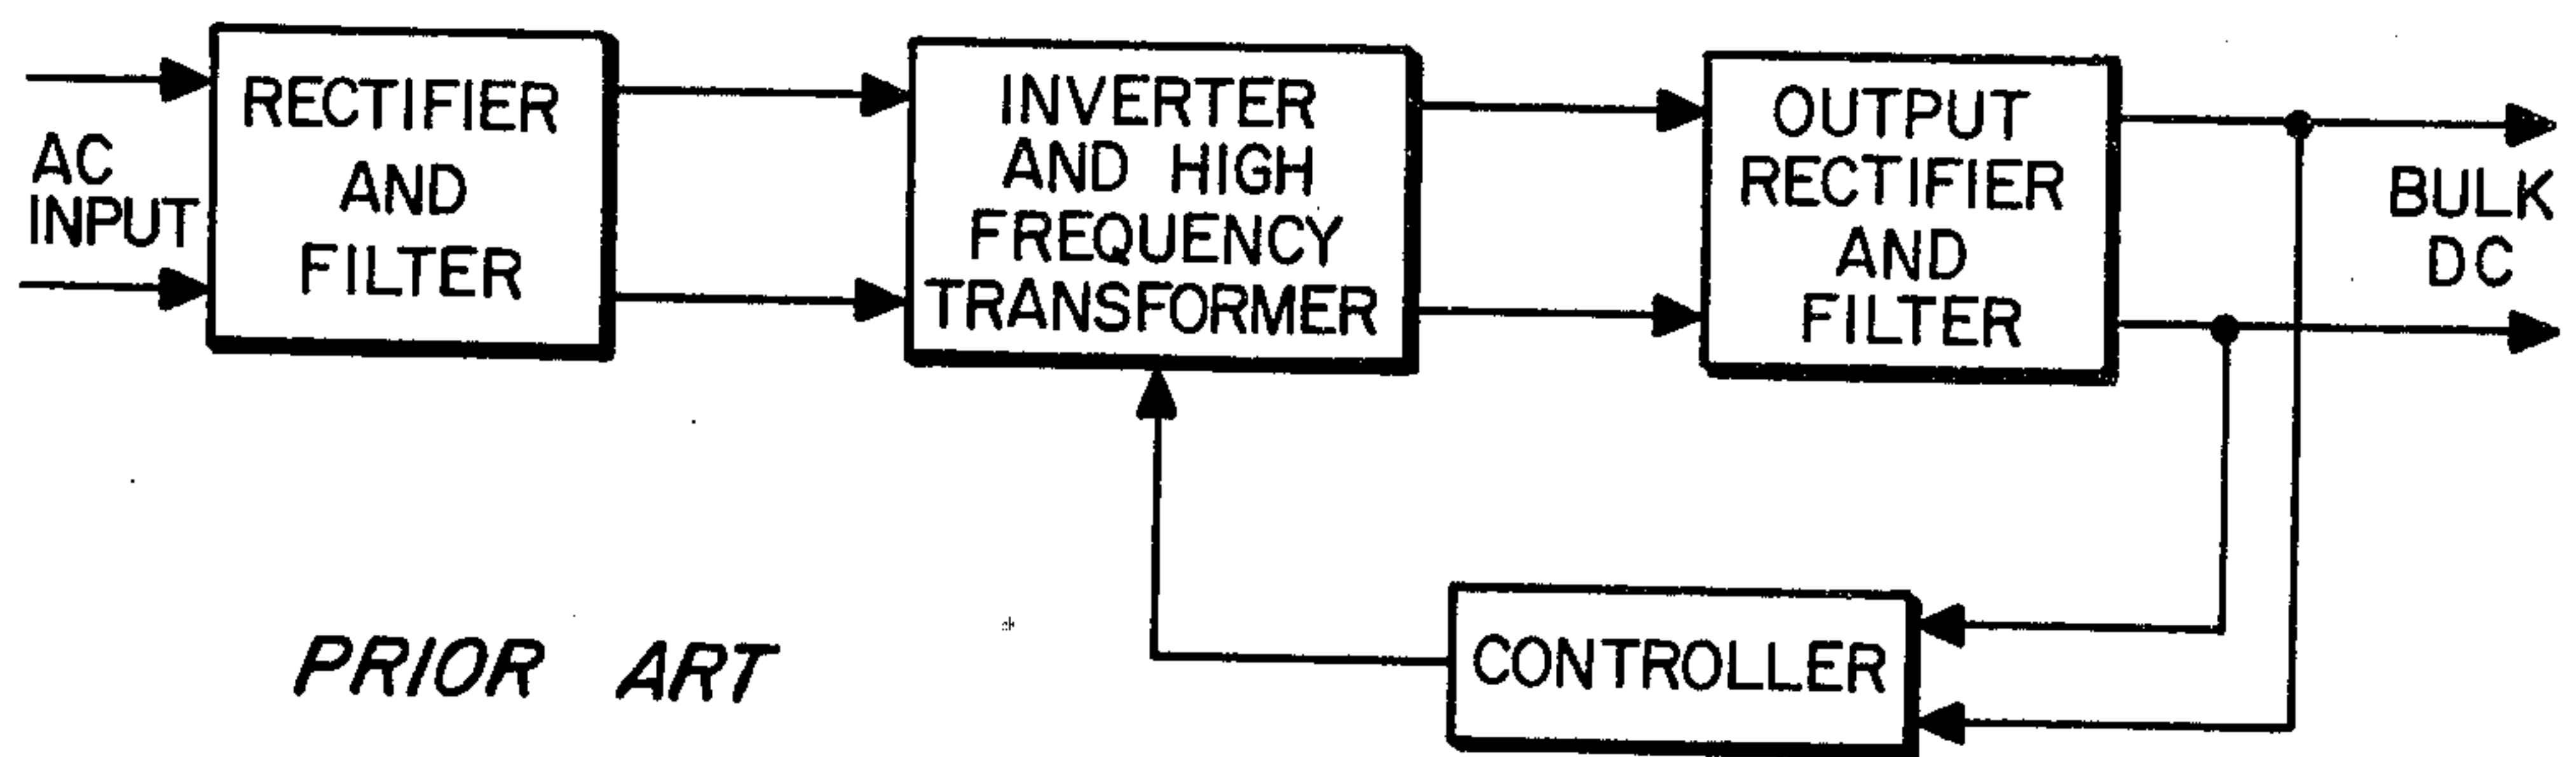 AC
INPUT
RECTIFIER
AND
FILTER
INVERTER
AND HIGH
FREQUENCY
TRANSFORMER
OUTPUT
RECTIFIER
AND
FILTER
BULK
DC
CONTROLLER
PRIOR ART